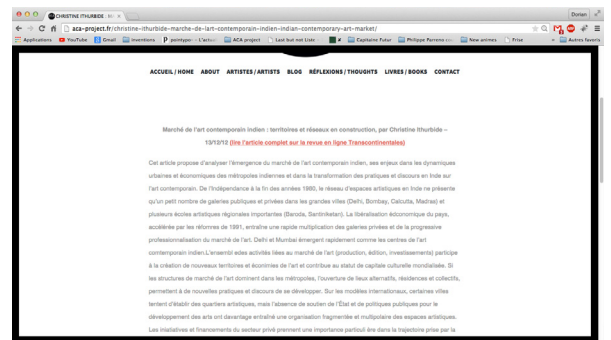 CHRISTINE ITHURBIDE
Dorian
aca-project.fr/christine-ithurbide-marche-de-lart-contemporain-indien-indian-contemporary-art-market/
Applications YouTube Gmail Inventions pointypo ACA project Last but not Liste Capitaine Futur Philippe Parreno New animes Frise Autres favoris
ACCUEIL / HOME ABOUT ARTISTES / ARTISTS BLOG RÉFLEXIONS / THOUGHTS LIVRES / BOOKS CONTACT
Marché de l'art contemporain indien : territoires et réseaux en construction, par Christine Ithurbide –
13/12/12 (lire l'article complet sur la revue en ligne Transcontinentales)
Cet article propose d'analyser l'émergence du marché de l'art contemporain indien, ses enjeux dans les dynamiques
urbaines et économiques des métropoles indiennes et dans la transformation des pratiques et discours en Inde sur
l'art contemporain. De l'Indépendance à la fin des années 1980, le réseau d'espaces artistiques en Inde ne présente
qu'un petit nombre de galeries publiques et privées dans les grandes villes (Delhi, Bombay, Calcutta, Madras) et
plusieurs écoles artistiques régionales importantes (Baroda, Santiniketan). La libéralisation économique du pays,
accélérée par les réformes de 1991, entraîne une rapide multiplication des galeries privées et de la progressive
professionnalisation du marché de l'art. Delhi et Mumbai émergent rapidement comme les centres de l'art
contemporain indien.L'ensembl edes activités liées au marché de l'art (production, édition, investissements) participe
à la création de nouveaux territoires et économies de l'art et contribue au statut de capitale culturelle mondialisée. Si
les structures de marché de l'art dominent dans les métropoles, l'ouverture de lieux alternatifs, résidences et collectifs,
permettent à de nouvelles pratiques et discours de se développer. Sur les modèles internationaux, certaines villes
tentent d'établir des quartiers artistiques, mais l'absence de soutien de l'État et de politiques publiques pour le
développement des arts ont davantage entraîné une organisation fragmentée et multipolaire des espaces artistiques.
Les initiatives et financements du secteur privé prennent une importance particuli ère dans la trajectoire prise par la